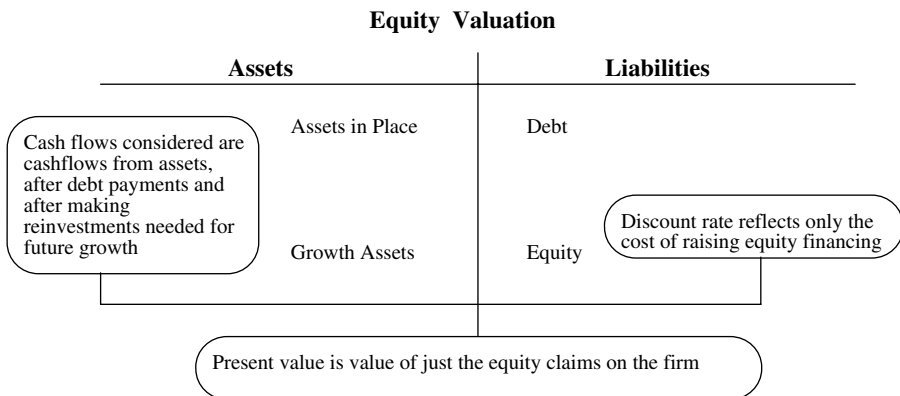 Equity Valuation
Assets
Liabilities
Assets in Place
Debt
Cash flows considered are
cashflows from assets,
after debt payments and
after making
reinvestments needed for
future growth
Growth Assets
Equity
Discount rate reflects only the
cost of raising equity financing
Present value is value of just the equity claims on the firm